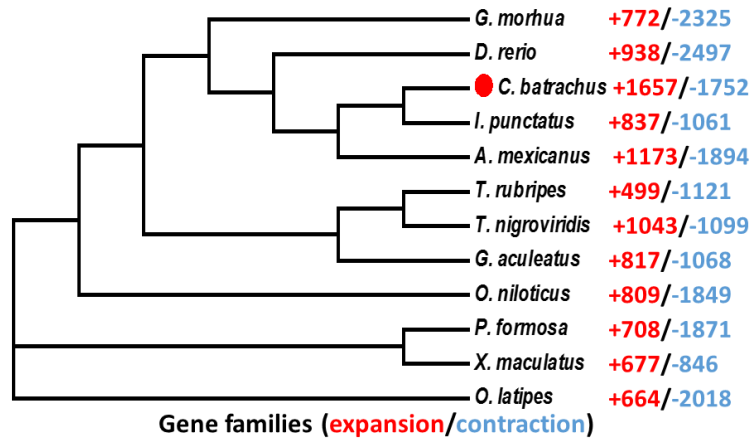 G. morhua +772/-2325
D. rerio +938/-2497
C. batrachus +1657/-1752
I. punctatus +837/-1061
A. mexicanus +1173/-1894
T. rubripes +499/-1121
T. nigroviridis +1043/-1099
G. aculeatus +817/-1068
O. niloticus +809/-1849
P. formosa +708/-1871
X. maculatus +677/-846
O. latipes +664/-2018
Gene families (expansion/contraction)